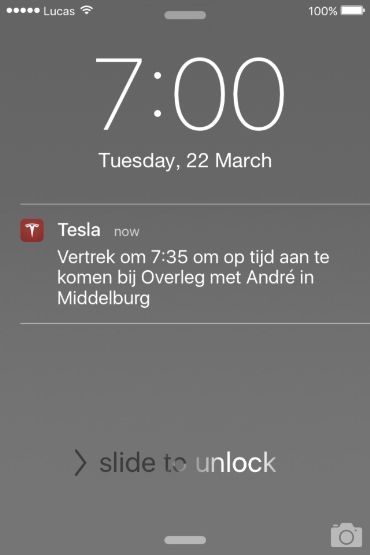 Lucas 100%
7:00
Tuesday, 22 March
Tesla now
Vertrek om 7:35 om op tijd aan te
komen bij Overleg met André in
Middelburg
slide to unlock